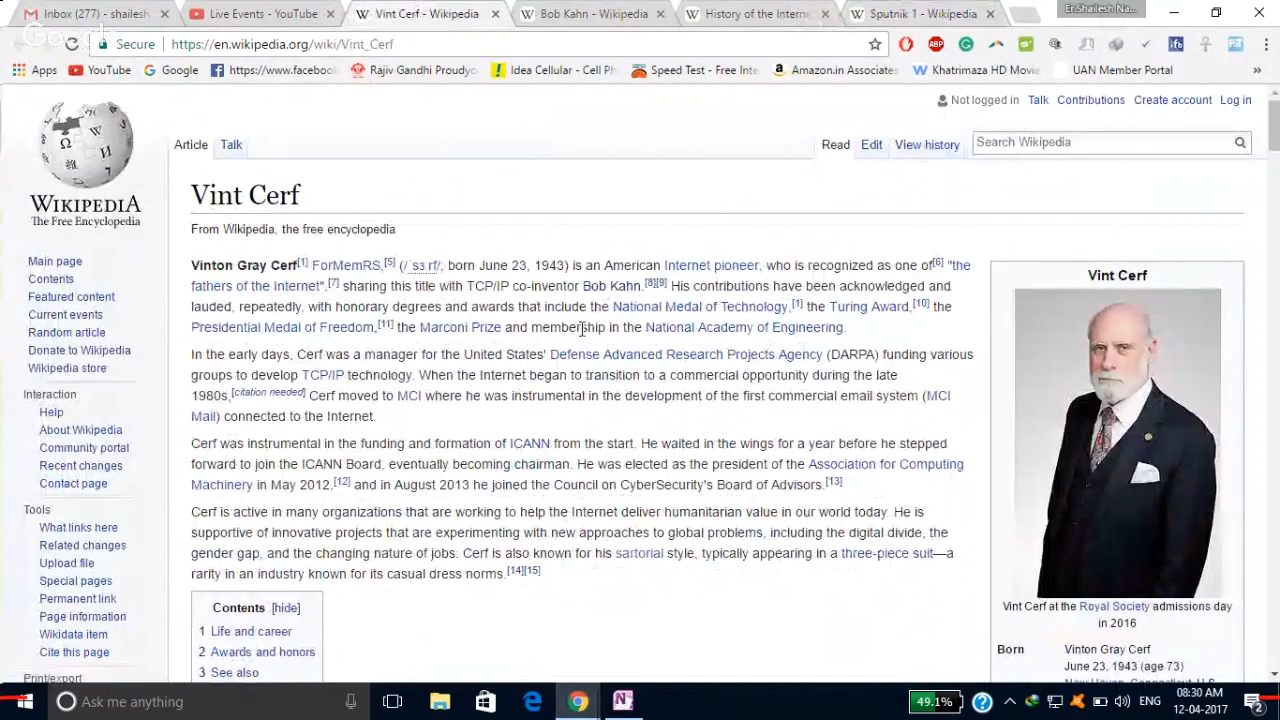 Inbox (277) - shailesh
Live Events - YouTube
Vint Cerf - Wikipedia
Bob Kahn - Wikipedia
History of the Internet
Sputnik 1 - Wikipedia
Er.Shailesh Na...
Secure
https://en.wikipedia.org/wiki/Vint_Cerf
Apps YouTube Google https://www.facebook Rajiv Gandhi Proudyo Idea Cellular - Cell Ph Speed Test - Free Inte Amazon.in Associates Khatrimaza HD Movie UAN Member Portal »
Not logged in Talk Contributions Create account Log in
Article Talk Read Edit View history Search Wikipedia
WIKIPEDIA
The Free Encyclopedia
Main page
Contents
Featured content
Current events
Random article
Donate to Wikipedia
Wikipedia store
Interaction
Help
About Wikipedia
Community portal
Recent changes
Contact page
Tools
What links here
Related changes
Upload file
Special pages
Permanent link
Page information
Wikidata item
Cite this page
Print/export
Vint Cerf
From Wikipedia, the free encyclopedia
Vinton Gray Cerf[1] ForMemRS,[5] (/ˈsɜːrf/; born June 23, 1943) is an American Internet pioneer, who is recognized as one of[6] "the
fathers of the Internet",[7] sharing this title with TCP/IP co-inventor Bob Kahn.[8][9] His contributions have been acknowledged and
lauded, repeatedly, with honorary degrees and awards that include the National Medal of Technology,[1] the Turing Award,[10] the
Presidential Medal of Freedom,[11] the Marconi Prize and membership in the National Academy of Engineering.
In the early days, Cerf was a manager for the United States' Defense Advanced Research Projects Agency (DARPA) funding various
groups to develop TCP/IP technology. When the Internet began to transition to a commercial opportunity during the late
1980s,[citation needed] Cerf moved to MCI where he was instrumental in the development of the first commercial email system (MCI
Mail) connected to the Internet.
Cerf was instrumental in the funding and formation of ICANN from the start. He waited in the wings for a year before he stepped
forward to join the ICANN Board, eventually becoming chairman. He was elected as the president of the Association for Computing
Machinery in May 2012,[12] and in August 2013 he joined the Council on CyberSecurity's Board of Advisors.[13]
Cerf is active in many organizations that are working to help the Internet deliver humanitarian value in our world today. He is
supportive of innovative projects that are experimenting with new approaches to global problems, including the digital divide, the
gender gap, and the changing nature of jobs. Cerf is also known for his sartorial style, typically appearing in a three-piece suit—a
rarity in an industry known for its casual dress norms.[14][15]
Contents [hide]
1 Life and career
2 Awards and honors
3 See also
Vint Cerf
Vint Cerf at the Royal Society admissions day
in 2016
Born Vinton Gray Cerf
June 23, 1943 (age 73)
New Haven, Connecticut, U.S.
Ask me anything
49.1%
ENG
08:30 AM
12-04-2017
2